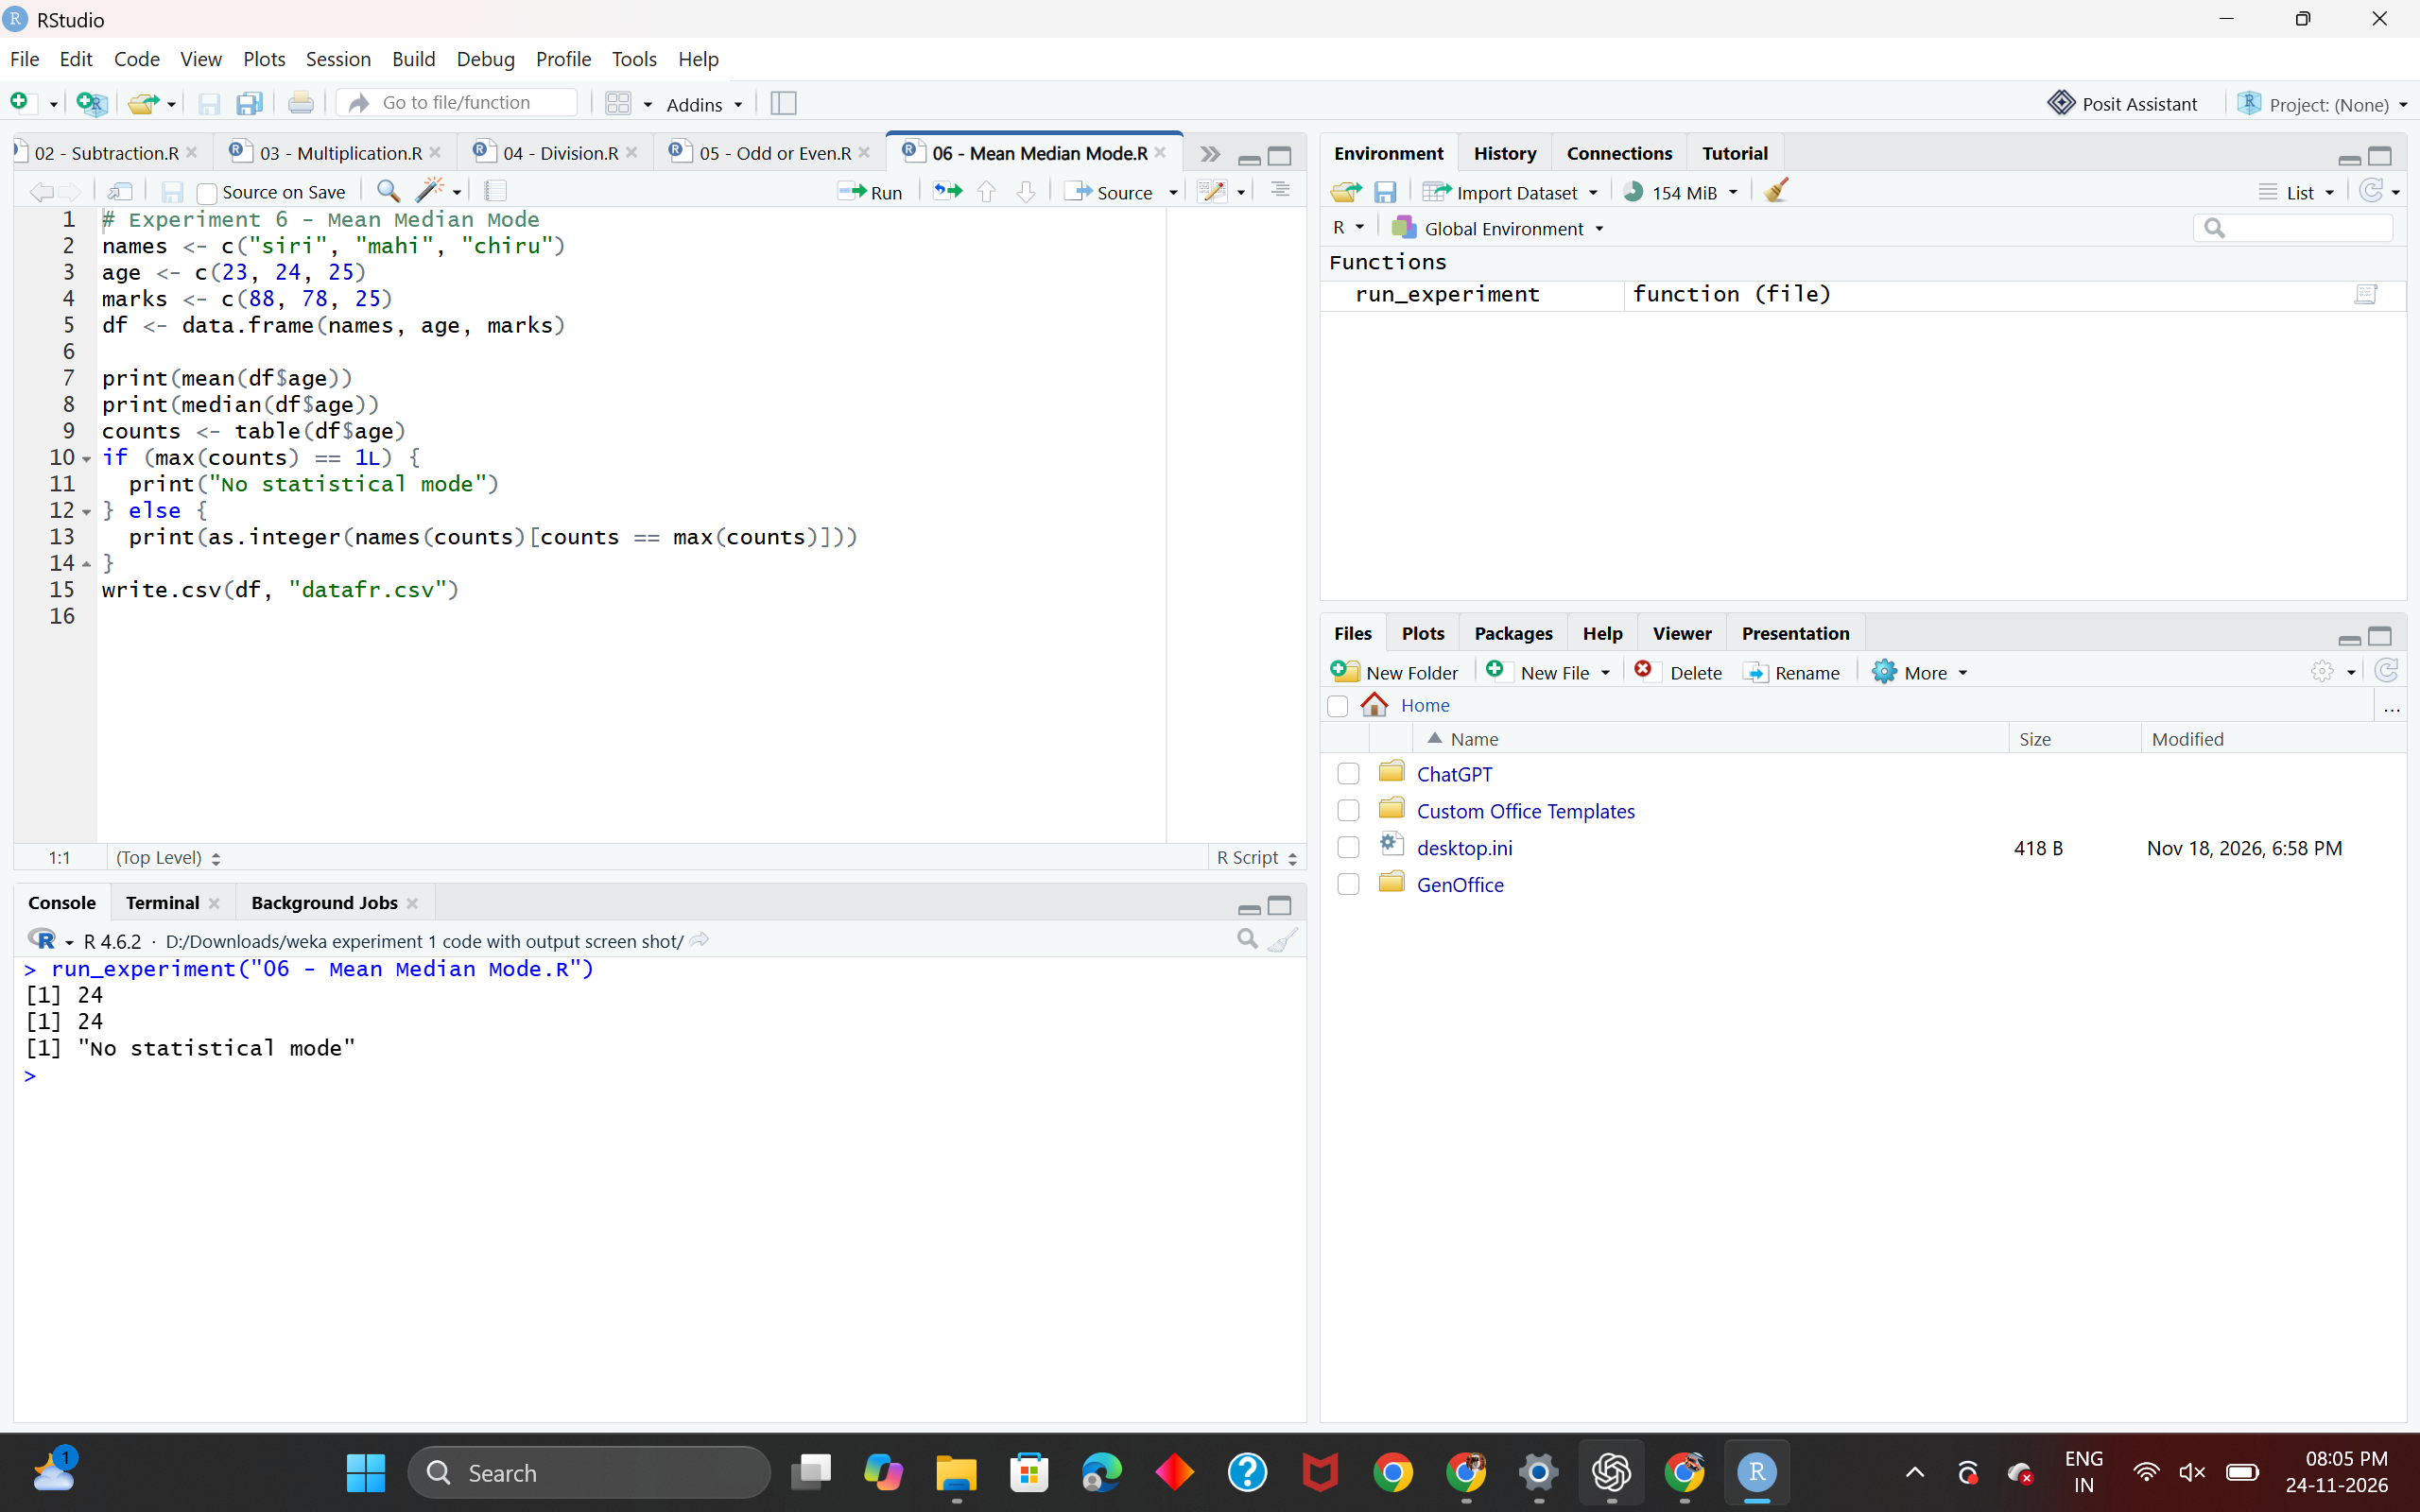 RStudio
File Edit Code View Plots Session Build Debug Profile Tools Help
Go to file/function Addins Posit Assistant Project: (None)
02 - Subtraction.R 03 - Multiplication.R 04 - Division.R 05 - Odd or Even.R 06 - Mean Median Mode.R
Source on Save Run Source
1 # Experiment 6 - Mean Median Mode
2 names <- c("siri", "mahi", "chiru")
3 age <- c(23, 24, 25)
4 marks <- c(88, 78, 25)
5 df <- data.frame(names, age, marks)
6
7 print(mean(df$age))
8 print(median(df$age))
9 counts <- table(df$age)
10 if (max(counts) == 1L) {
11 print("No statistical mode")
12 } else {
13 print(as.integer(names(counts)[counts == max(counts)]))
14 }
15 write.csv(df, "datafr.csv")
16
1:1 (Top Level) R Script
Console Terminal Background Jobs
R 4.6.2 · D:/Downloads/weka experiment 1 code with output screen shot/
> run_experiment("06 - Mean Median Mode.R")
[1] 24
[1] 24
[1] "No statistical mode"
>
Environment History Connections Tutorial
Import Dataset 154 MiB List
R Global Environment
Functions
run_experiment function (file)
Files Plots Packages Help Viewer Presentation
New Folder New File Delete Rename More
Home ...
Name Size Modified
ChatGPT
Custom Office Templates
desktop.ini 418 B Nov 18, 2026, 6:58 PM
GenOffice
1 Search ENG 08:05 PM
IN 24-11-2026